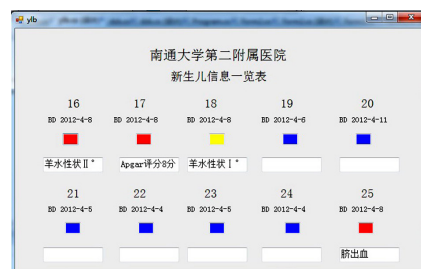 ylb
南通大学第二附属医院
新生儿信息一览表
16 17 18 19 20
BD 2012-4-8 BD 2012-4-8 BD 2012-4-8 BD 2012-4-6 BD 2012-4-11
羊水性状Ⅱ° Apgar评分8分 羊水性状Ⅰ°
21 22 23 24 25
BD 2012-4-5 BD 2012-4-4 BD 2012-4-5 BD 2012-4-4 BD 2012-4-8
脐出血